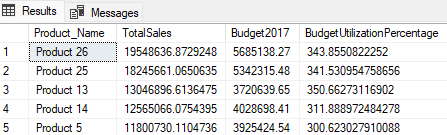 Results Messages
Product_Name TotalSales Budget2017 BudgetUtilizationPercentage
1 Product 26 19548636.8729248 5685138.27 343.8550822252
2 Product 25 18245661.0650635 5342315.48 341.530954758656
3 Product 13 13046896.6136475 3720639.65 350.66273116902
4 Product 14 12565066.0754395 4028698.41 311.888972484278
5 Product 5 11800730.1104736 3925424.54 300.623027910088